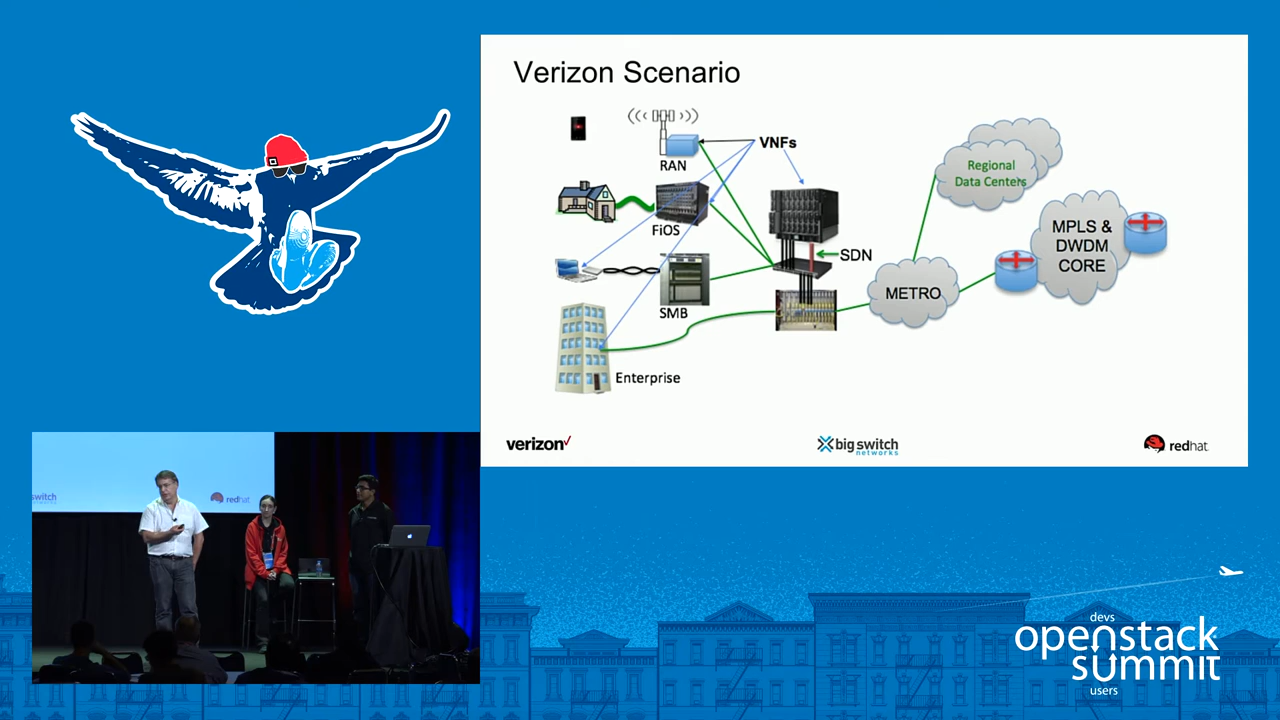 Verizon Scenario
VNFs
RAN
FiOS
SMB
Enterprise
SDN
METRO
Regional
Data Centers
MPLS &
DWDM
CORE
verizon
big switch
networks
redhat
switch
redhat
devs
openstack
summit
users